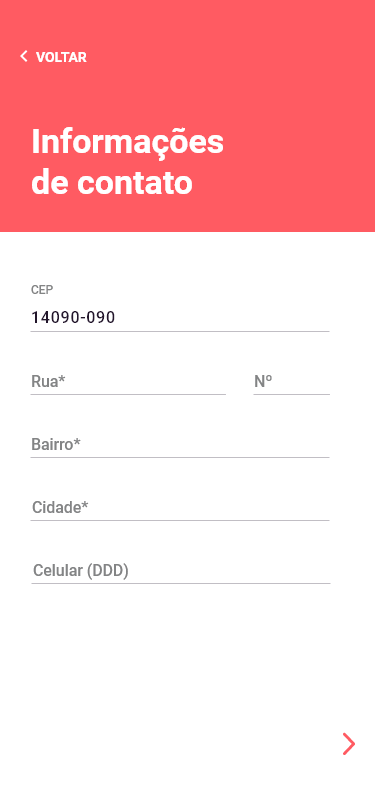 VOLTAR
Informações
de contato
CEP
14090-090
Rua* Nº
Bairro*
Cidade*
Celular (DDD)